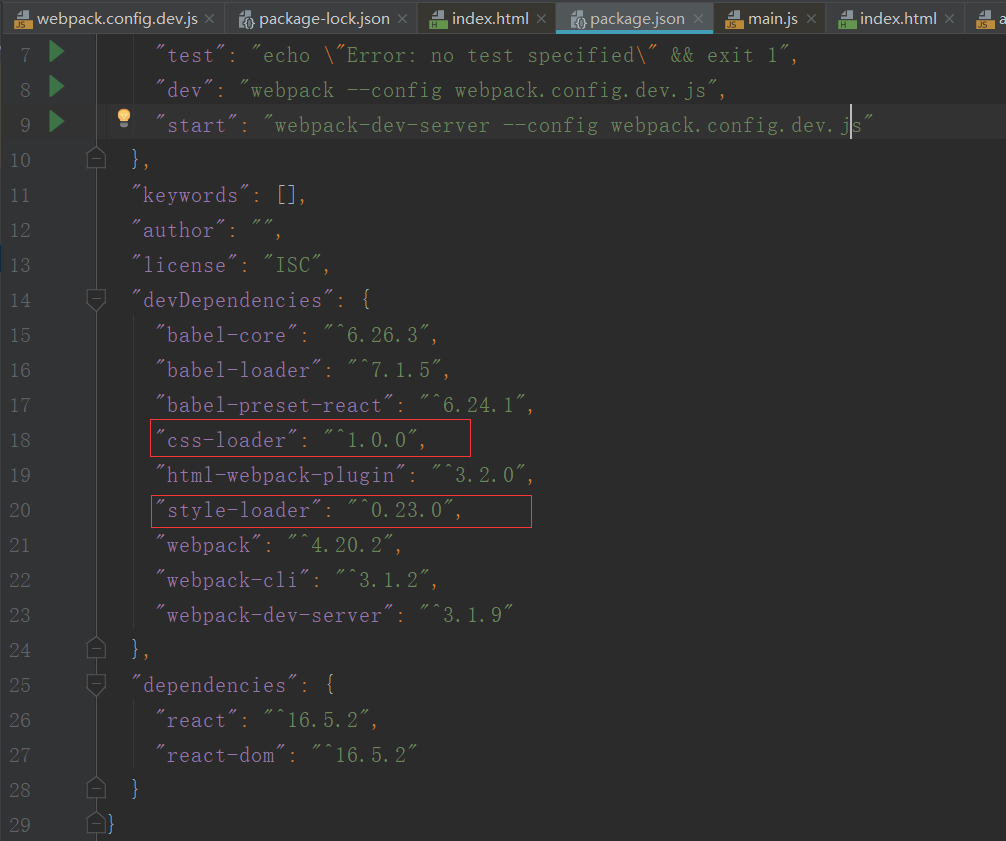 webpack.config.dev.js package-lock.json index.html package.json main.js index.html a
7 "test": "echo \"Error: no test specified\" && exit 1",
8 "dev": "webpack --config webpack.config.dev.js",
9 "start": "webpack-dev-server --config webpack.config.dev.js"
10 },
11 "keywords": [],
12 "author": "",
13 "license": "ISC",
14 "devDependencies": {
15 "babel-core": "^6.26.3",
16 "babel-loader": "^7.1.5",
17 "babel-preset-react": "^6.24.1",
18 "css-loader": "^1.0.0",
19 "html-webpack-plugin": "^3.2.0",
20 "style-loader": "^0.23.0",
21 "webpack": "^4.20.2",
22 "webpack-cli": "^3.1.2",
23 "webpack-dev-server": "^3.1.9"
24 },
25 "dependencies": {
26 "react": "^16.5.2",
27 "react-dom": "^16.5.2"
28 }
29 }